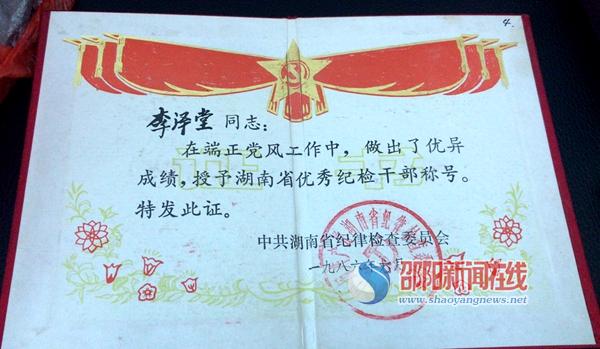 4.
李泽堂 同志:
在端正党风工作中,做出了优异
成绩,授予湖南省优秀纪检干部称号。
特发此证。
中共湖南省纪律检查委员会
一九八六年六月
邵阳新闻在线
www.shaoyangnews.net